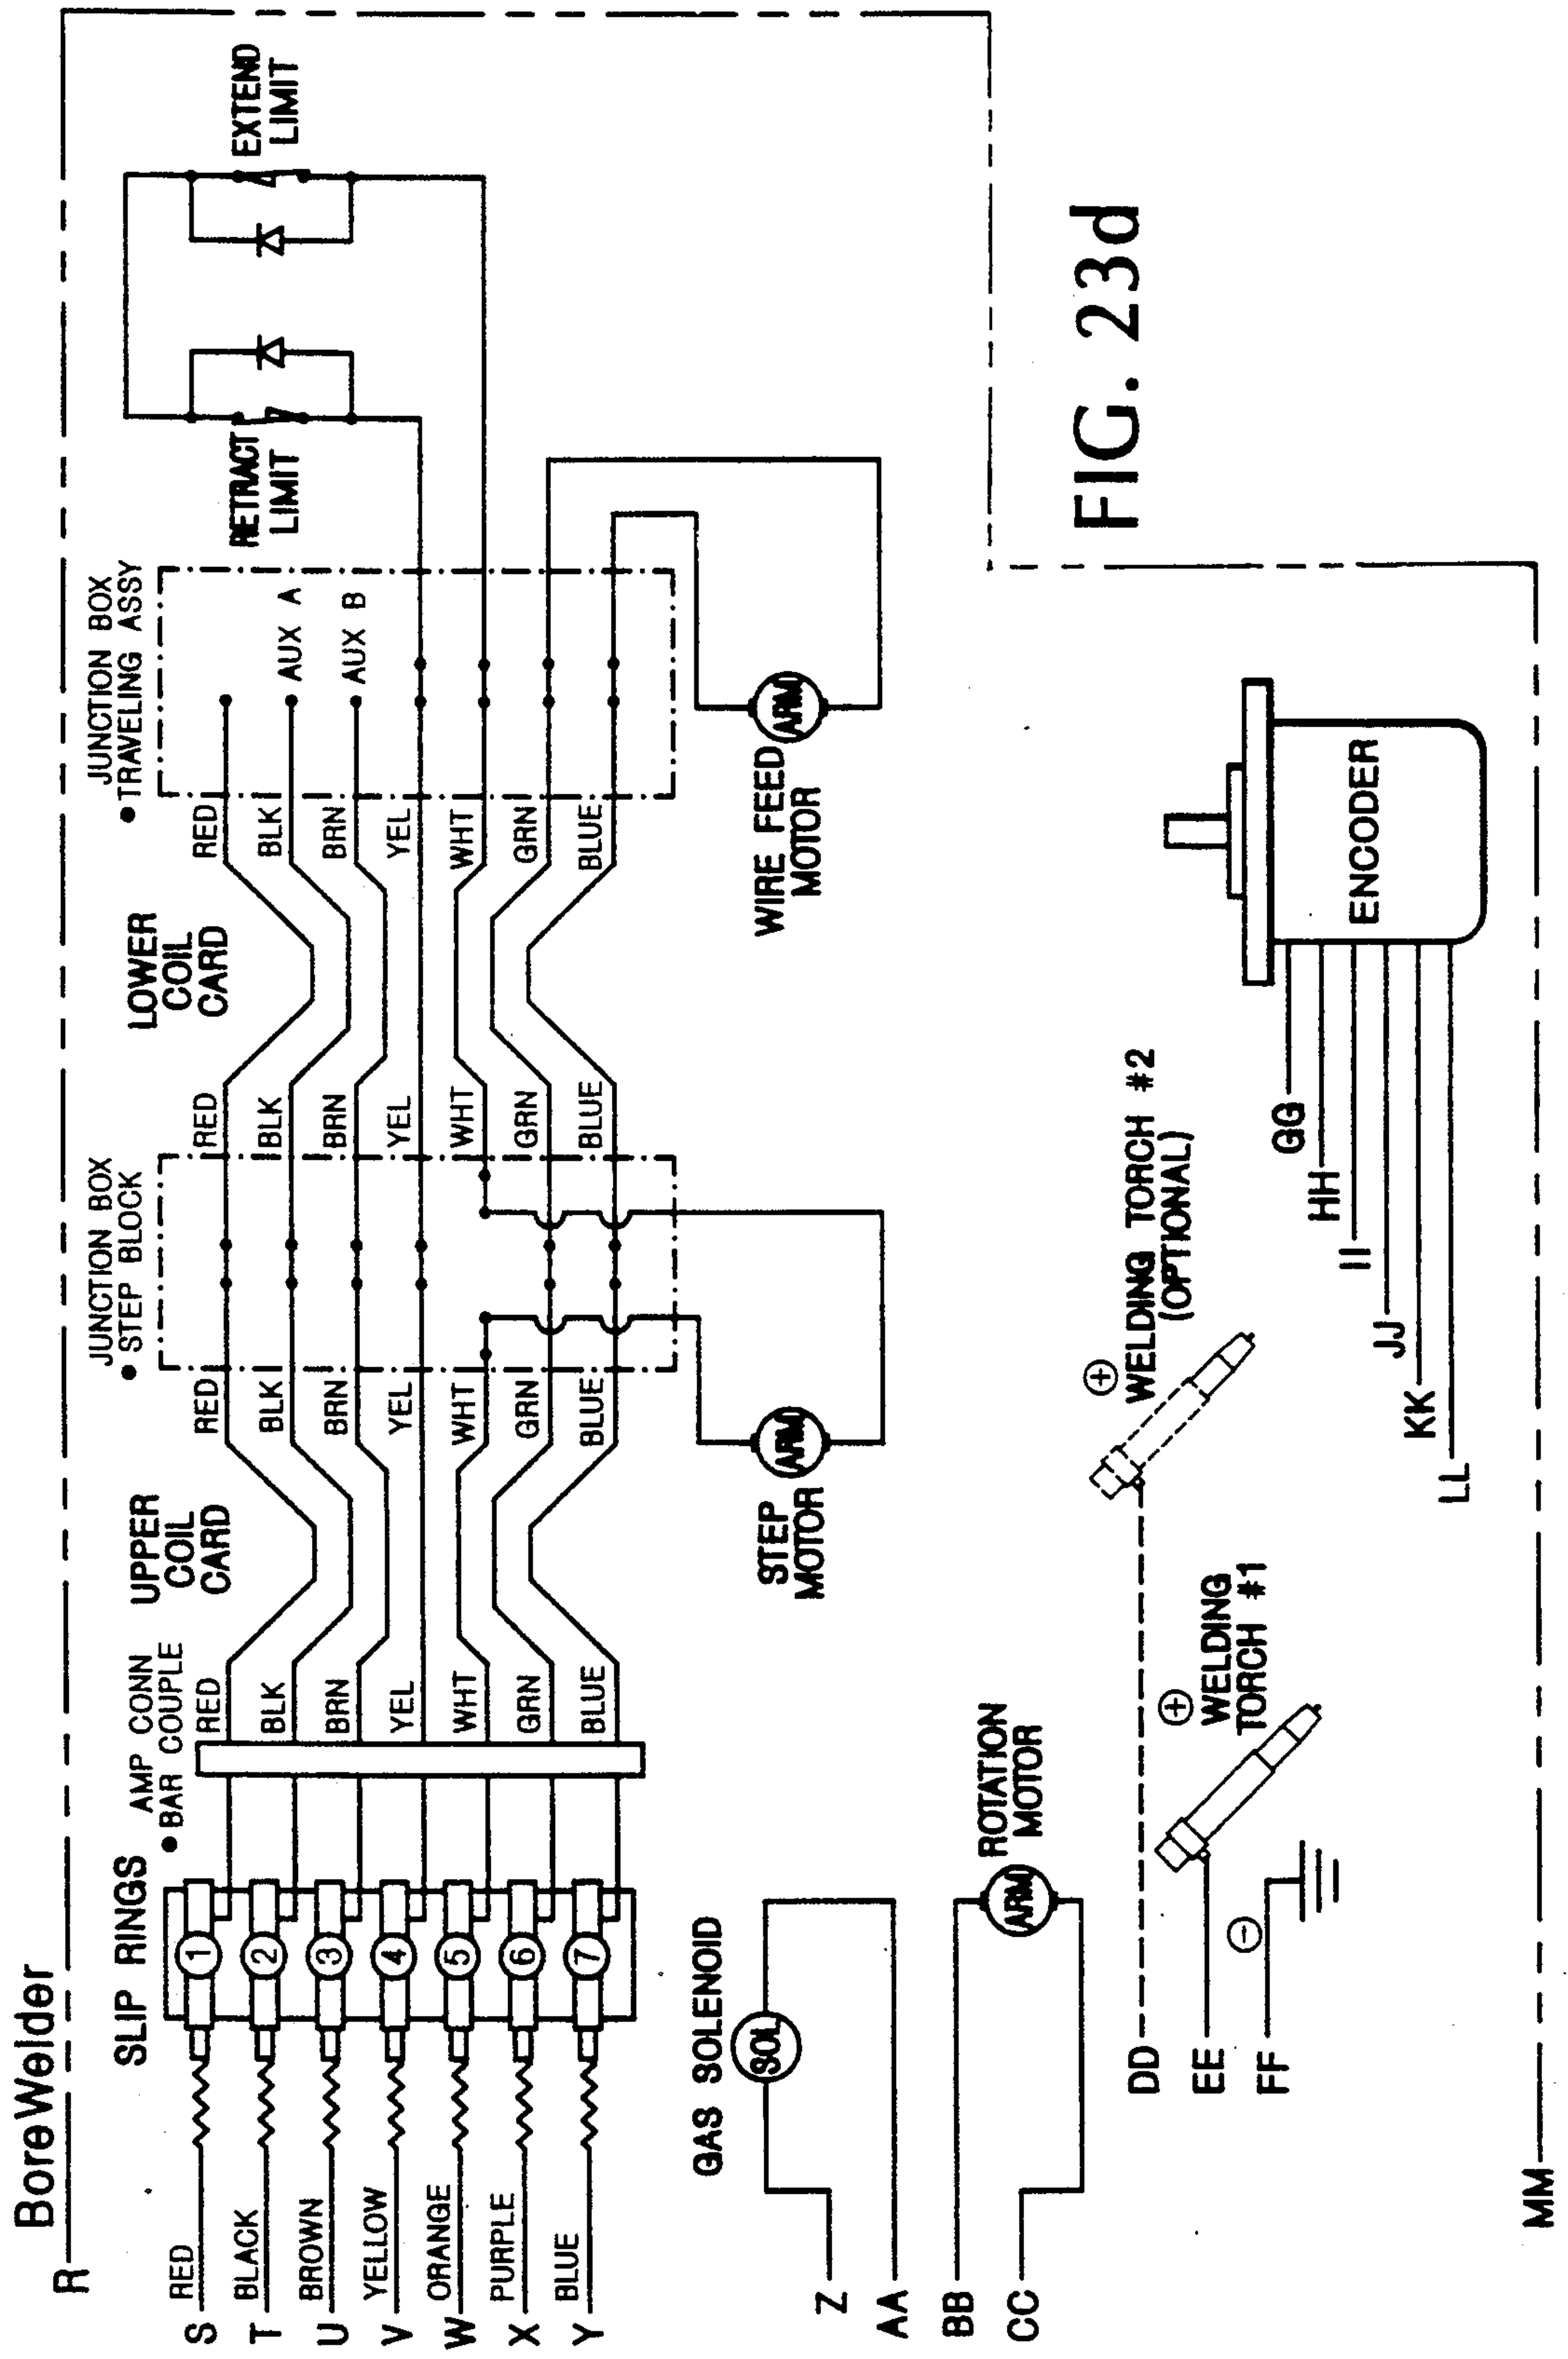 BoreWelder
R
SLIP RINGS
AMP CONN
• BAR COUPLE
UPPER
COIL
CARD
JUNCTION BOX
• STEP BLOCK
LOWER
COIL
CARD
JUNCTION BOX
• TRAVELING ASSY
RETRACT
LIMIT
EXTEND
LIMIT
S RED 1 RED RED RED RED
T BLACK 2 BLK BLK BLK BLK AUX A
U BROWN 3 BRN BRN BRN BRN AUX B
V YELLOW 4 YEL YEL YEL YEL
W ORANGE 5 WHT WHT WHT WHT
X PURPLE 6 GRN GRN GRN GRN
Y BLUE 7 BLUE BLUE BLUE BLUE
GAS SOLENOID
SOL
Z
AA
STEP
MOTOR
ARM
WIRE FEED
MOTOR
ARM
BB
CC
ROTATION
MOTOR
ARM
DD
EE
FF
+
WELDING
TORCH #1
−
+
WELDING TORCH #2
(OPTIONAL)
GG
HH
II
JJ
KK
LL
ENCODER
MM
FIG. 23d